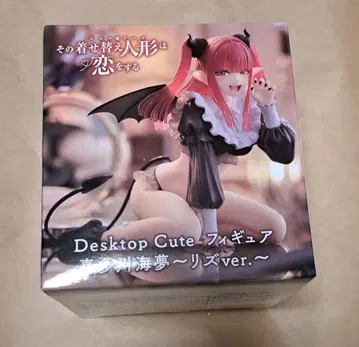 その着せ替え人形は
恋をする
Desktop Cute フィギュア
喜多川海夢～リズver.～